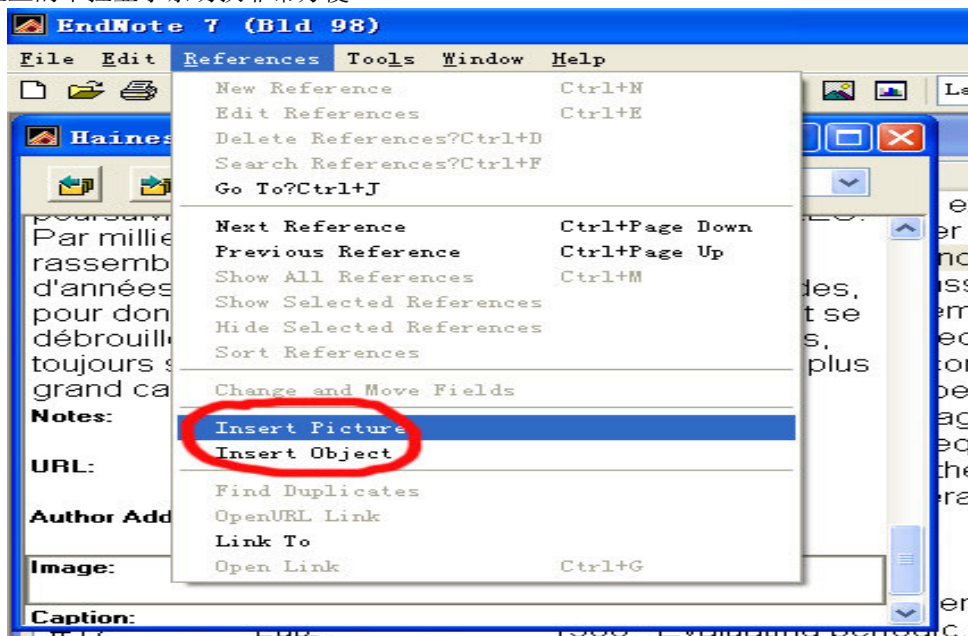 EndNote 7 (Bld 98)
File Edit References Tools Window Help
New Reference Ctrl+N
Edit References Ctrl+E
Delete References?Ctrl+D
Search References?Ctrl+F
Go To?Ctrl+J
Next Reference Ctrl+Page Down
Previous Reference Ctrl+Page Up
Show All References Ctrl+M
Show Selected References
Hide Selected References
Sort References
Change and Move Fields
Insert Picture
Insert Object
Find Duplicates
OpenURL Link
Link To
Open Link Ctrl+G
Haines
Par millie
rassemb
d'années des,
pour don t se
débrouill s,
toujours s plus
grand ca
Notes:
URL:
Author Add
Image:
Caption: